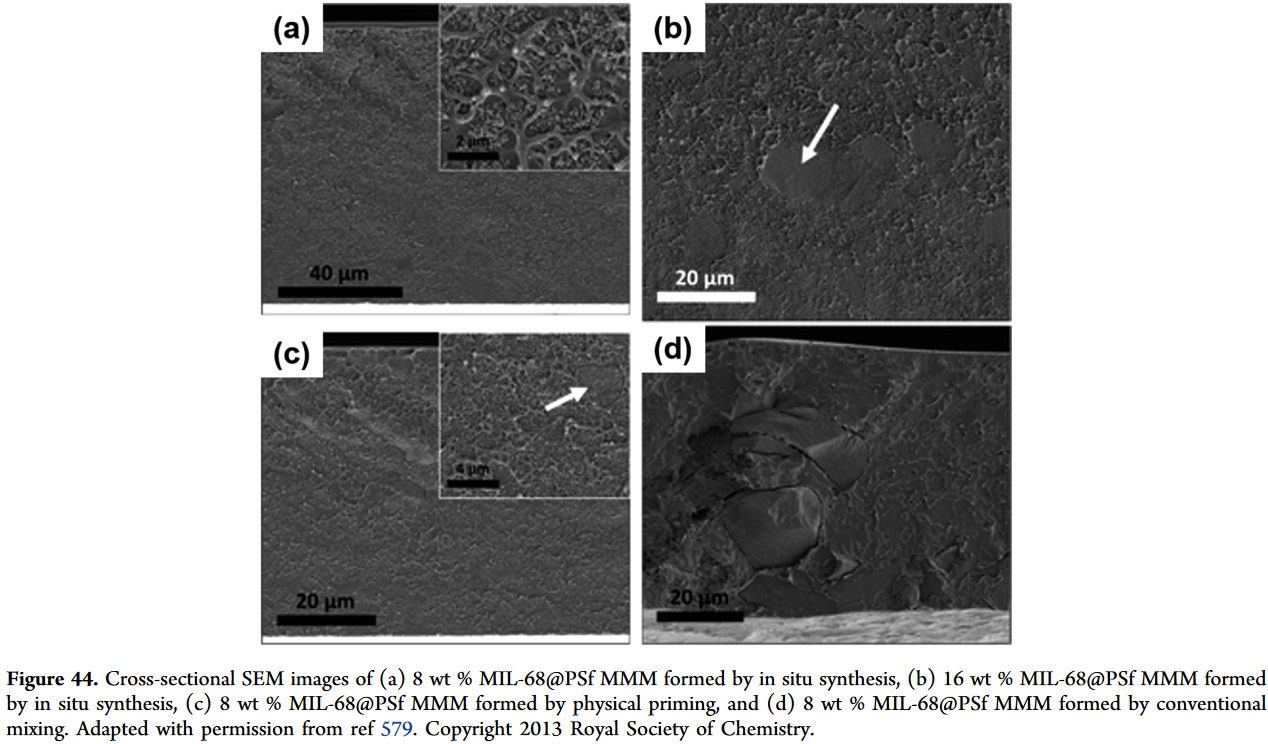 (a)
2 μm
40 μm
(b)
20 μm
(c)
4 μm
20 μm
(d)
20 μm
Figure 44. Cross-sectional SEM images of (a) 8 wt % MIL-68@PSf MMM formed by in situ synthesis, (b) 16 wt % MIL-68@PSf MMM formed
by in situ synthesis, (c) 8 wt % MIL-68@PSf MMM formed by physical priming, and (d) 8 wt % MIL-68@PSf MMM formed by conventional
mixing. Adapted with permission from ref 579. Copyright 2013 Royal Society of Chemistry.